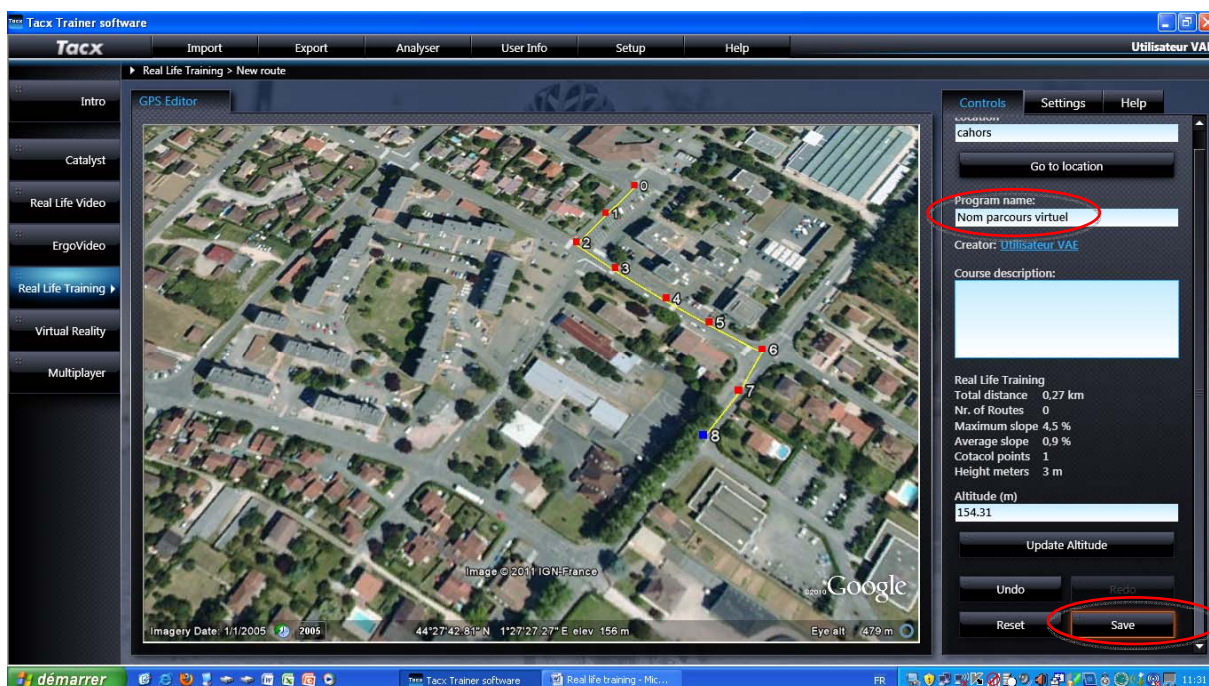 Tacx Trainer software
Tacx Import Export Analyser User Info Setup Help Utilisateur VAE
Real Life Training > New route
Intro
Catalyst
Real Life Video
ErgoVideo
Real Life Training
Virtual Reality
Multiplayer
GPS Editor
0
1
2
3
4
5
6
7
8
Image © 2011 IGN-France
©2010 Google
Imagery Date: 1/1/2005 2005 44°27'42.81" N 1°27'27.27" E elev 156 m Eye alt 479 m
Controls Settings Help
Location
cahors
Go to location
Program name:
Nom parcours virtuel
Creator: Utilisateur VAE
Course description:
Real Life Training
Total distance 0,27 km
Nr. of Routes 0
Maximum slope 4,5 %
Average slope 0,9 %
Cotacol points 1
Height meters 3 m
Altitude (m)
154.31
Update Altitude
Undo Redo
Reset Save
démarrer Tacx Trainer software Real life training - Mic... FR 11:31